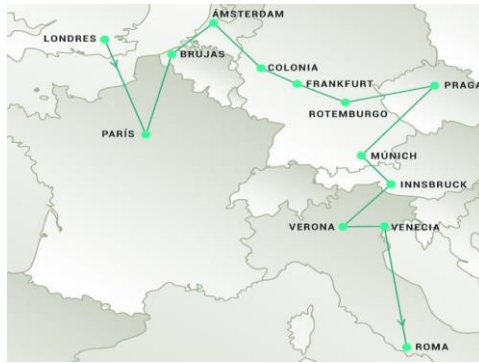 ÁMSTERDAM
LONDRES
BRUJAS
COLONIA
FRANKFURT
PRAGA
ROTEMBURGO
PARÍS
MÚNICH
INNSBRUCK
VERONA
VENECIA
ROMA